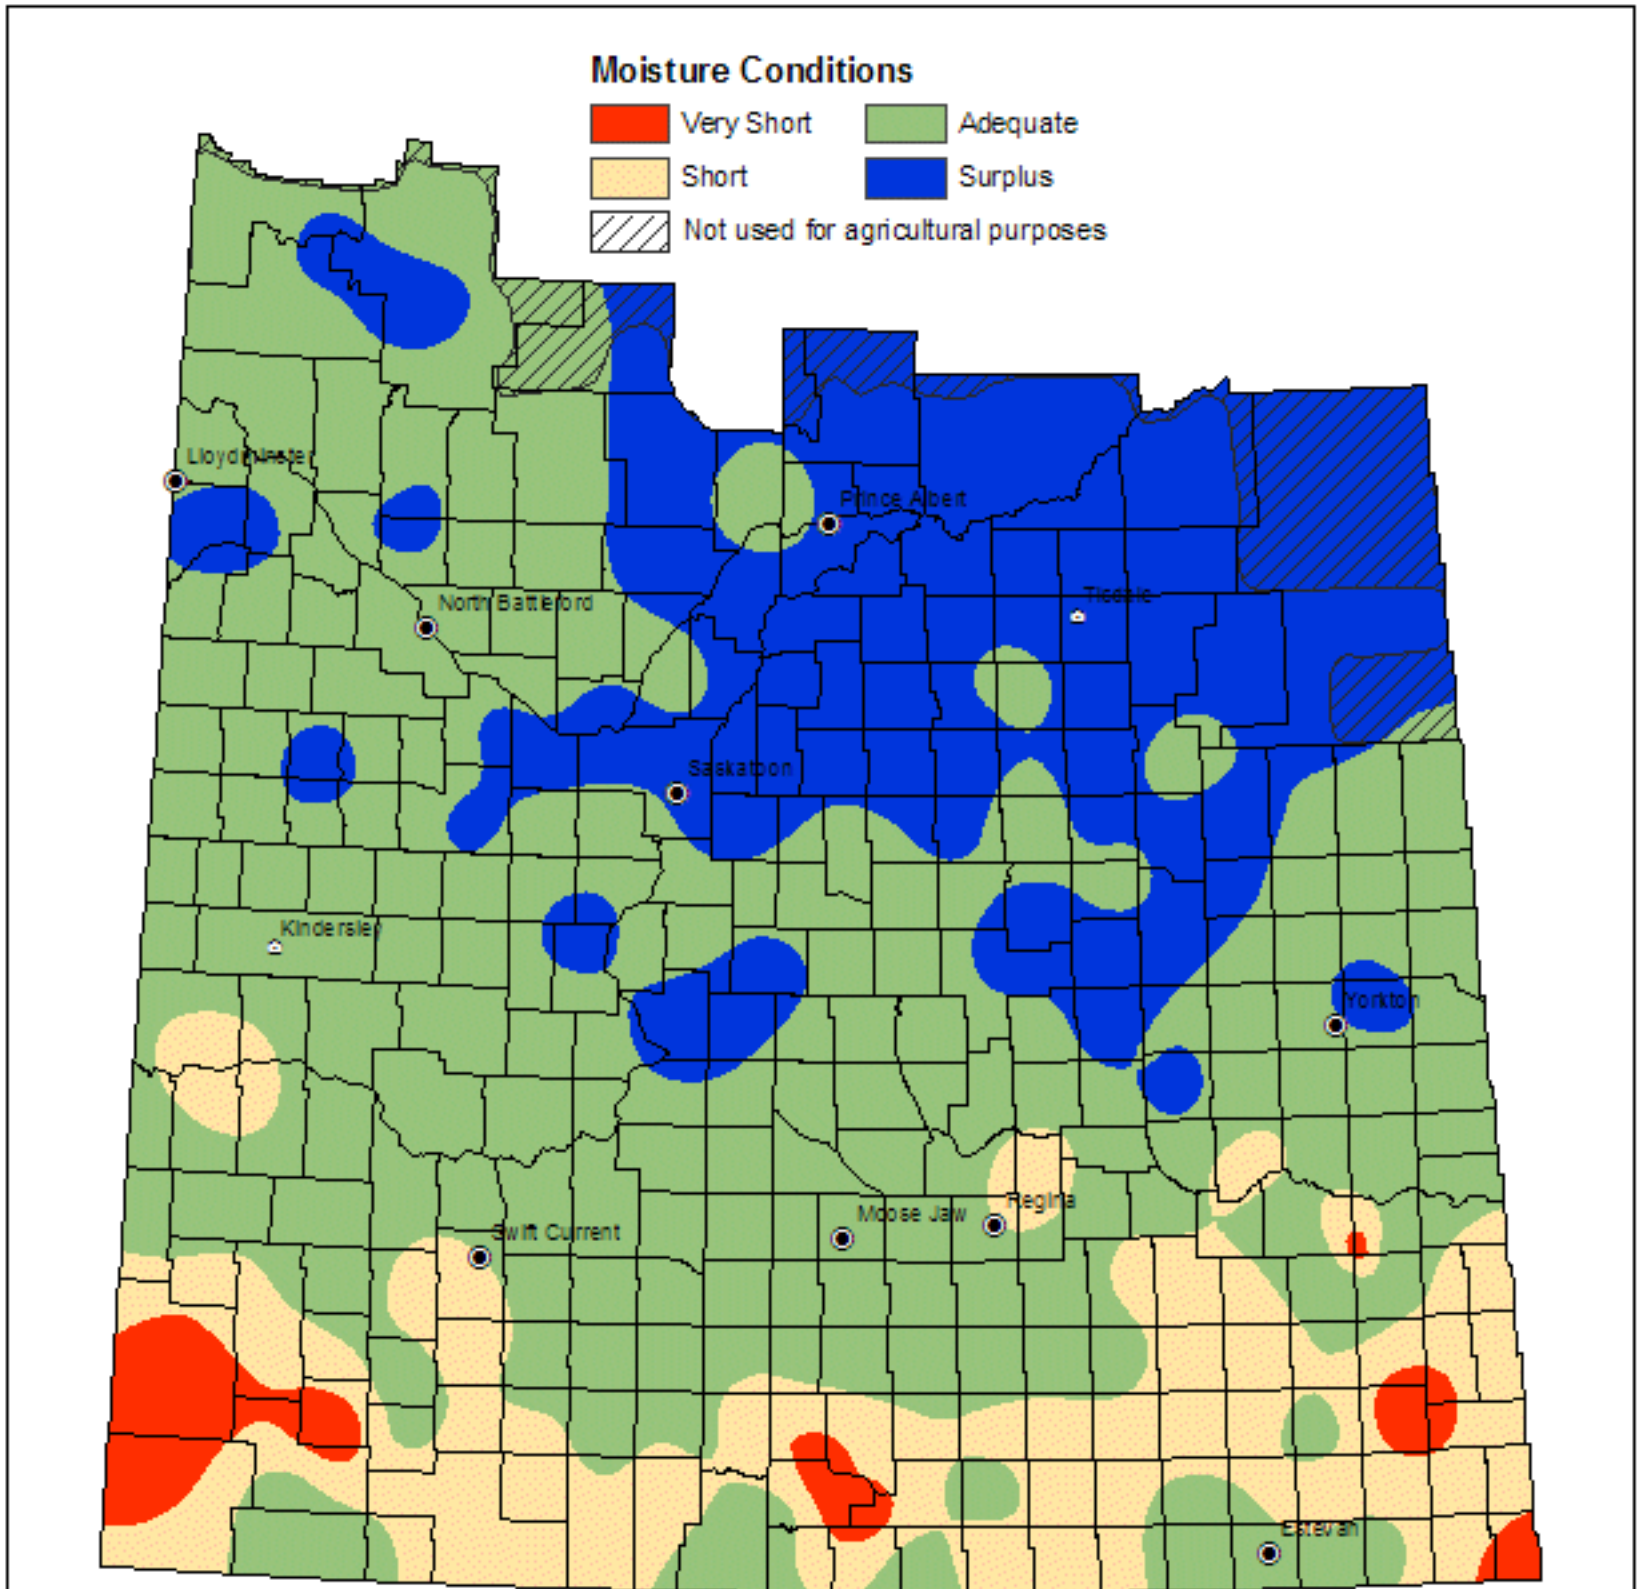 Moisture Conditions
Very Short
Adequate
Short
Surplus
Not used for agricultural purposes
Lloydminster
Prince Albert
North Battleford
Tisdale
Saskatoon
Kindersley
Yorkton
Regina
Moose Jaw
Swift Current
Estevan